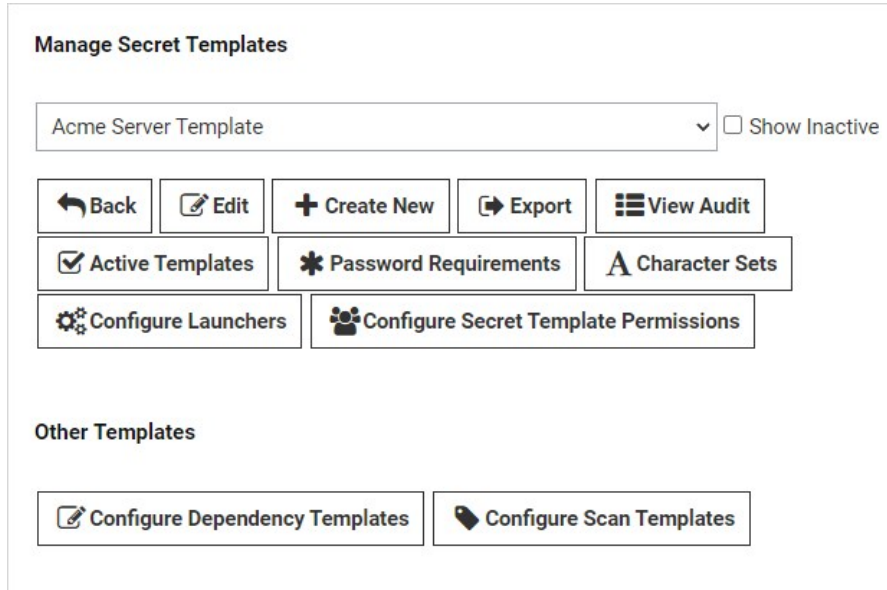 Manage Secret Templates
Acme Server Template Show Inactive
Back Edit Create New Export View Audit
Active Templates Password Requirements Character Sets
Configure Launchers Configure Secret Template Permissions
Other Templates
Configure Dependency Templates Configure Scan Templates